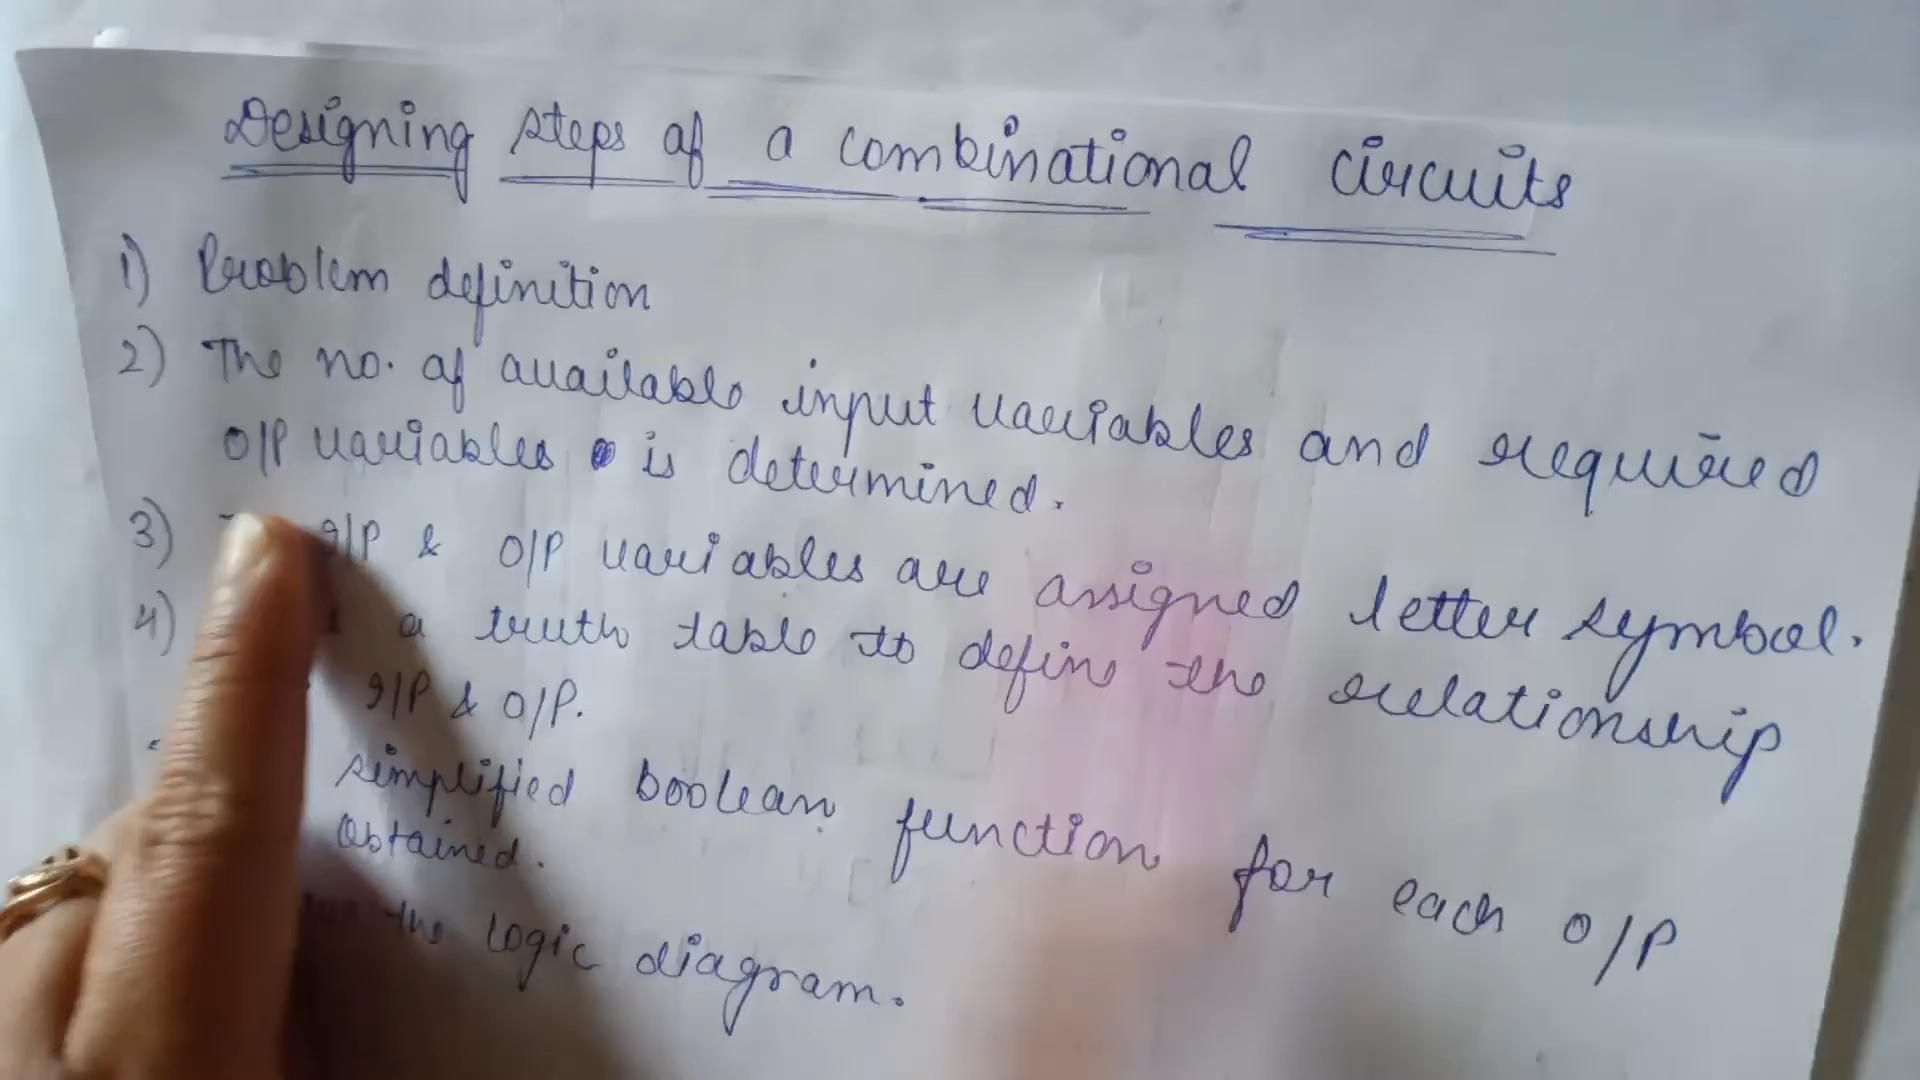 Designing steps of a combinational circuits
1) Problem definition
2) The no. of available input variables and required
O/P variables is determined.
3) I/P & O/P variables are assigned letter symbol.
4) a truth table to define the relationship
I/P & O/P.
simplified boolean function for each O/P
obtained.
the logic diagram.